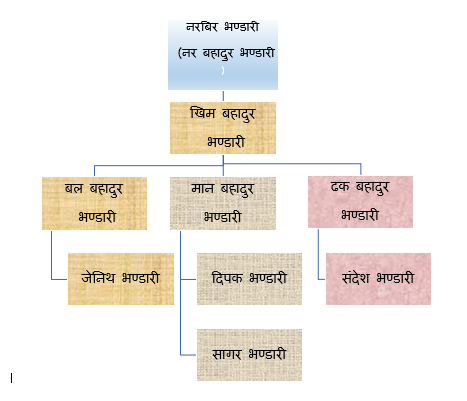 नरबिर भण्डारी
(नर बहादुर भण्डारी
)
खिम बहादुर
भण्डारी
बल बहादुर
भण्डारी
मान बहादुर
भण्डारी
ढक बहादुर
भण्डारी
जेनिथ भण्डारी
दिपक भण्डारी
संदेश भण्डारी
सागर भण्डारी